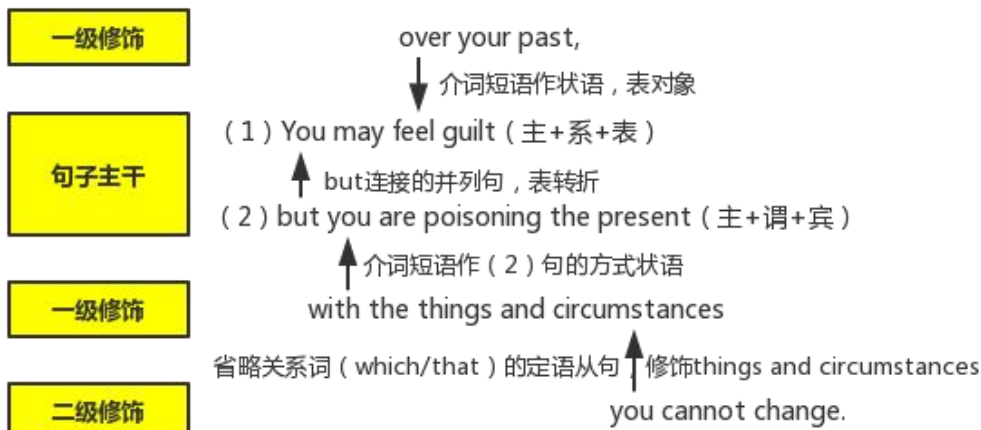 一级修饰
over your past,
介词短语作状语，表对象
句子主干
（1）You may feel guilt（主+系+表）
but连接的并列句，表转折
（2）but you are poisoning the present（主+谓+宾）
介词短语作（2）句的方式状语
一级修饰
with the things and circumstances
省略关系词（which/that）的定语从句，修饰things and circumstances
二级修饰
you cannot change.